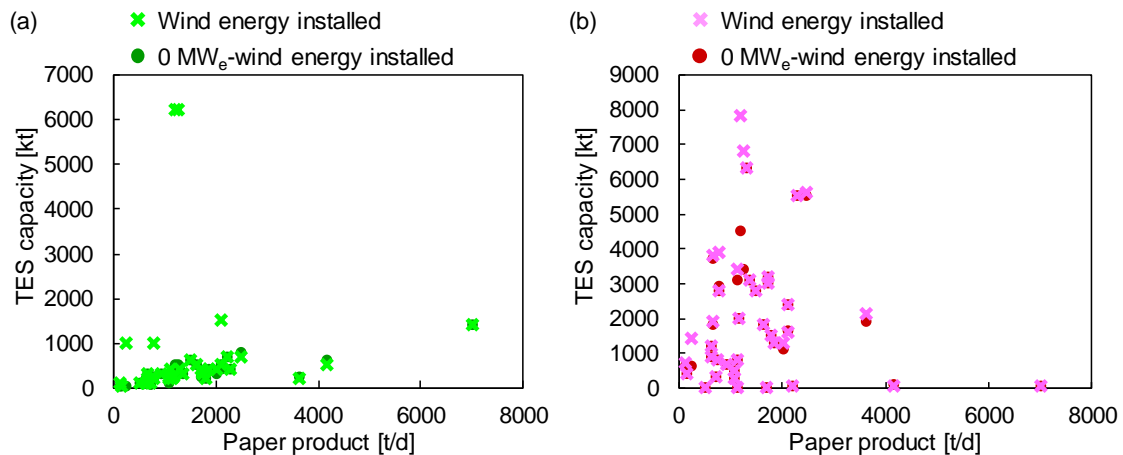 (a)
Wind energy installed
0 MWe-wind energy installed
7000
6000
5000
4000
3000
2000
1000
0
TES capacity [kt]
0 2000 4000 6000 8000
Paper product [t/d]
(b)
Wind energy installed
0 MWe-wind energy installed
9000
8000
7000
6000
5000
4000
3000
2000
1000
0
TES capacity [kt]
0 2000 4000 6000 8000
Paper product [t/d]